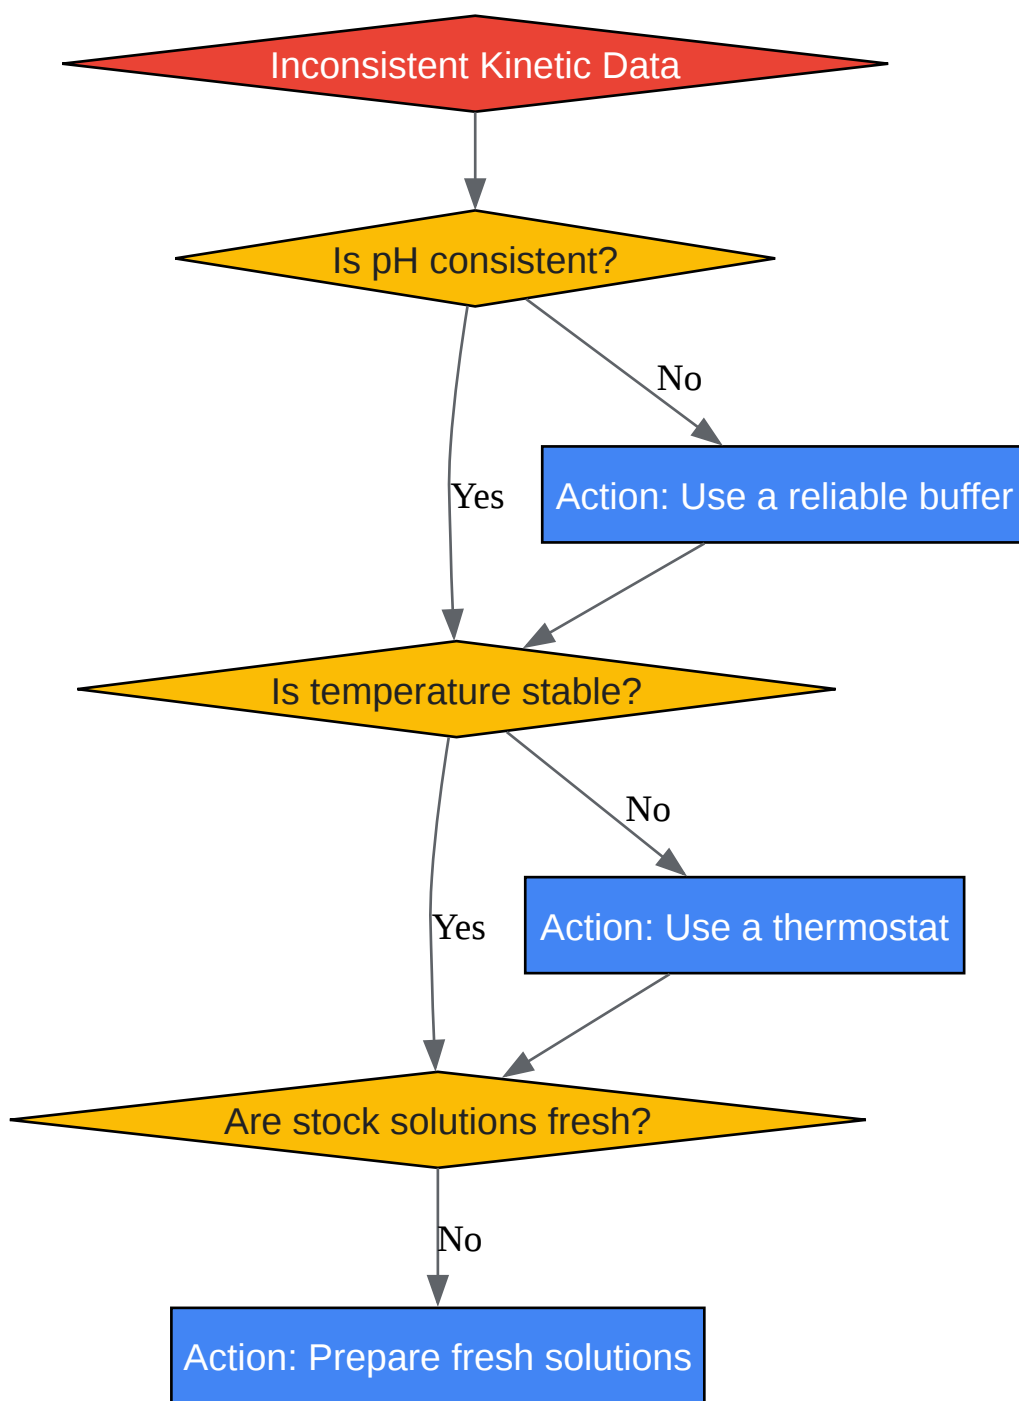 Inconsistent Kinetic Data
Is pH consistent?
No
Yes
Action: Use a reliable buffer
Is temperature stable?
No
Yes
Action: Use a thermostat
Are stock solutions fresh?
No
Action: Prepare fresh solutions